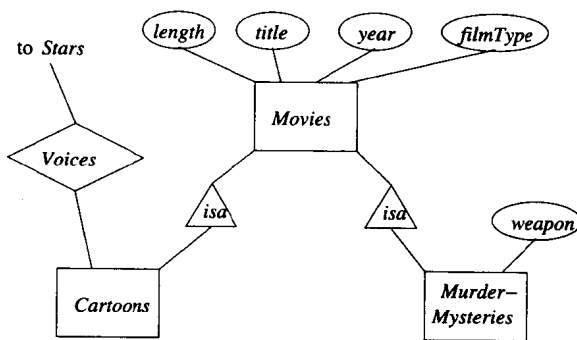 length title year filmType
to Stars
Movies
Voices
isa isa
weapon
Cartoons
Murder–
Mysteries